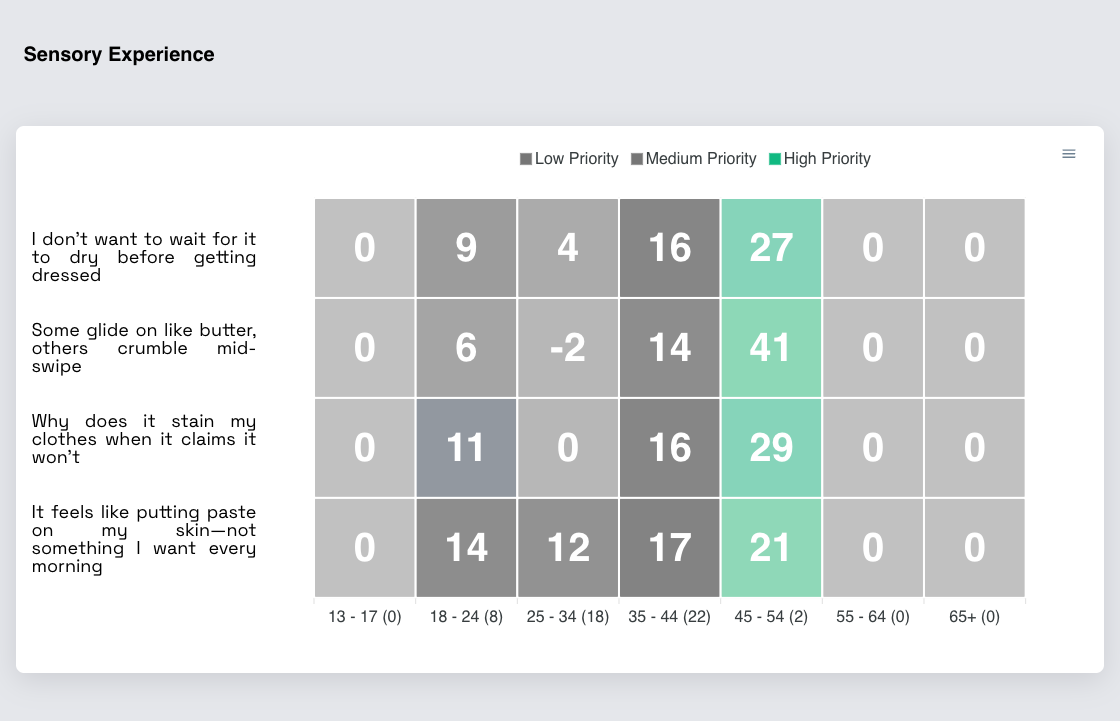 Sensory Experience
Low Priority Medium Priority High Priority
I don't want to wait for it
to dry before getting
dressed
0 9 4 16 27 0 0
Some glide on like butter,
others crumble mid-
swipe
0 6 -2 14 41 0 0
Why does it stain my
clothes when it claims it
won't
0 11 0 16 29 0 0
It feels like putting paste
on my skin—not
something I want every
morning
0 14 12 17 21 0 0
13 - 17 (0) 18 - 24 (8) 25 - 34 (18) 35 - 44 (22) 45 - 54 (2) 55 - 64 (0) 65+ (0)